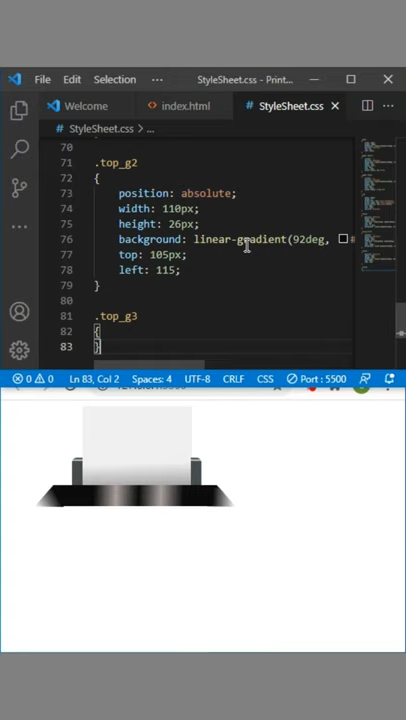 File Edit Selection ··· StyleSheet.css - Print...
Welcome index.html StyleSheet.css
# StyleSheet.css > ...
70
71 .top_g2
72 {
73 position: absolute;
74 width: 110px;
75 height: 26px;
76 background: linear-gradient(92deg, #
77 top: 105px;
78 left: 115;
79 }
80
81 .top_g3
82 {
83 }
0 0 Ln 83, Col 2 Spaces: 4 UTF-8 CRLF CSS Port : 5500